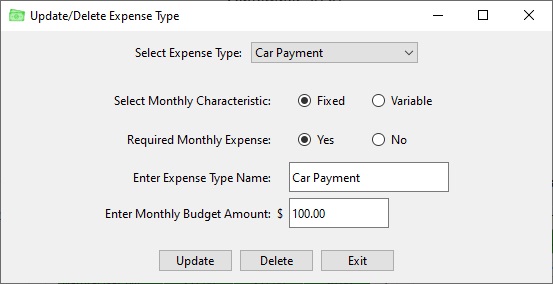 Update/Delete Expense Type
Select Expense Type: Car Payment
Select Monthly Characteristic: Fixed Variable
Required Monthly Expense: Yes No
Enter Expense Type Name: Car Payment
Enter Monthly Budget Amount: $ 100.00
Update Delete Exit